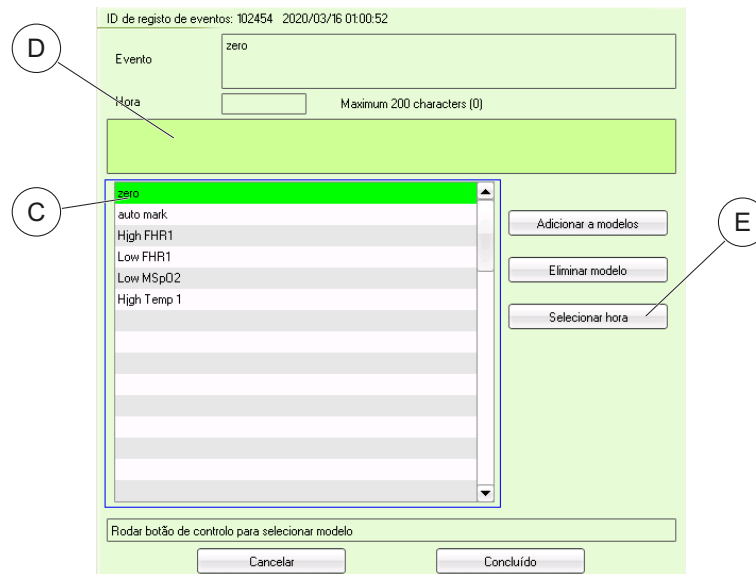 ID de registo de eventos: 102454 2020/03/16 01:00:52
D
Evento
zero
Hora
Maximum 200 characters (0)
C
zero
auto mark
High FHR1
Low FHR1
Low MSpO2
High Temp 1
Adicionar a modelos
E
Eliminar modelo
Selecionar hora
Rodar botão de controlo para selecionar modelo
Cancelar
Concluído